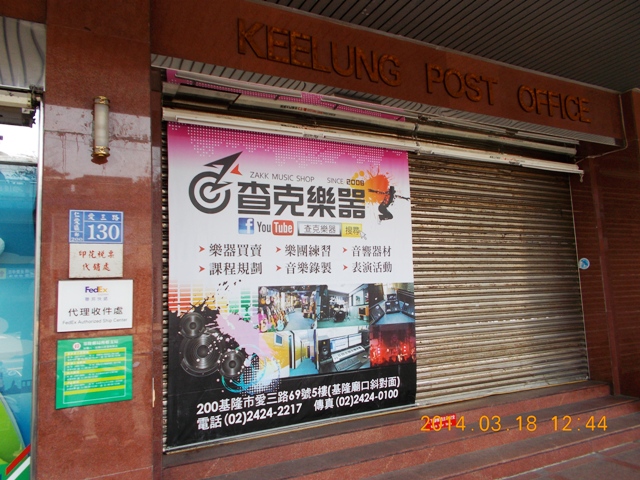 KEELUNG POST OFFICE
ZAKK MUSIC SHOP SINCE 2006
查克樂器
f YouTube 查克樂器 搜尋
➤ 樂器買賣 ➤ 樂團練習 ➤ 音響器材
➤ 課程規劃 ➤ 音樂錄製 ➤ 表演活動
200基隆市愛三路69號5樓(基隆廟口斜對面)
電話(02)2424-2217 傳真(02)2424-0100
愛三路
130
印花稅票
代銷處
FedEx
代理收件處
FedEx Authorized Ship Center
2014.03.18 12:44